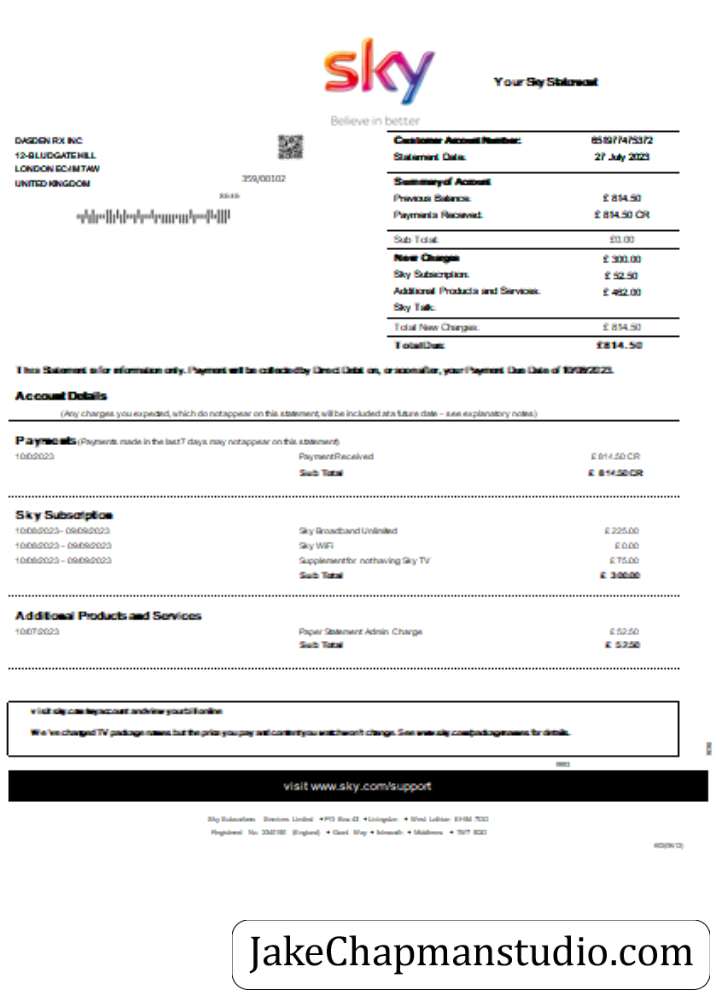 sky
Your Sky Statement
Believe in better
DASDEN RX INC
12-B LUDGATE HILL
LONDON EC4M 7AW
UNITED KINGDOM
359/00102
Customer Account Number: 651977475372
Statement Date: 27 July 2023
Summary of Account
Previous Balance: £ 814.50
Payments Received: £ 814.50 CR
Sub Total: £0.00
New Charges £ 300.00
Sky Subscription. £ 52.50
Additional Products and Services. £ 462.00
Sky Talk.
Total New Charges. £ 814.50
Total Due: £814.50
This Statement is for information only. Payment will be collected by Direct Debit on, or soon after, your Payment Due Date of 10/08/2023.
Account Details
(Any charges you expected, which do not appear on this statement, will be included at a future date – see explanatory notes)
Payments (Payments made in the last 7 days may not appear on this statement)
10/0/2023 Payment Received £ 814.50 CR
Sub Total £ 814.50 CR
Sky Subscription
10/08/2023 – 09/09/2023 Sky Broadband Unlimited £ 225.00
10/08/2023 – 09/09/2023 Sky WiFi £ 0.00
10/08/2023 – 09/09/2023 Supplement for not having Sky TV £ 75.00
Sub Total £ 300.00
Additional Products and Services
10/07/2023 Paper Statement Admin Charge £ 52.50
Sub Total £ 52.50
visit sky.com/myaccount and view your bill online
We've changed TV package names but the price you pay and content you watch won't change. See www.sky.com/packagenames for details.
visit www.sky.com/support
Sky Subscribers Services Limited • PO Box 43 • Livingston • West Lothian EH54 7DD
Registered No. (England) • Grant Way • Isleworth • Middlesex • TW7 5QD
JakeChapmanstudio.com